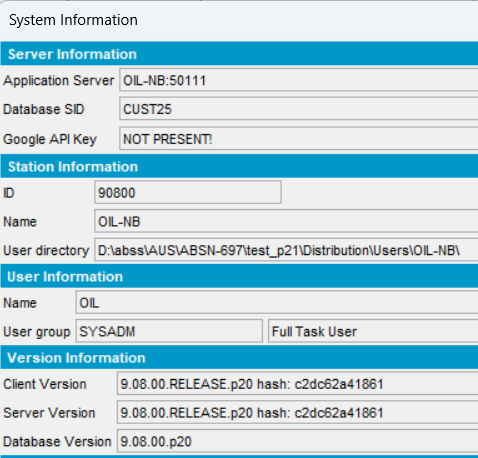 System Information
Server Information
Application Server OIL-NB:50111
Database SID CUST25
Google API Key NOT PRESENT!
Station Information
ID 90800
Name OIL-NB
User directory D:\abss\AUS\ABSN-697\test_p21\Distribution\Users\OIL-NB\
User Information
Name OIL
User group SYSADM Full Task User
Version Information
Client Version 9.08.00.RELEASE.p20 hash: c2dc62a41861
Server Version 9.08.00.RELEASE.p20 hash: c2dc62a41861
Database Version 9.08.00.p20